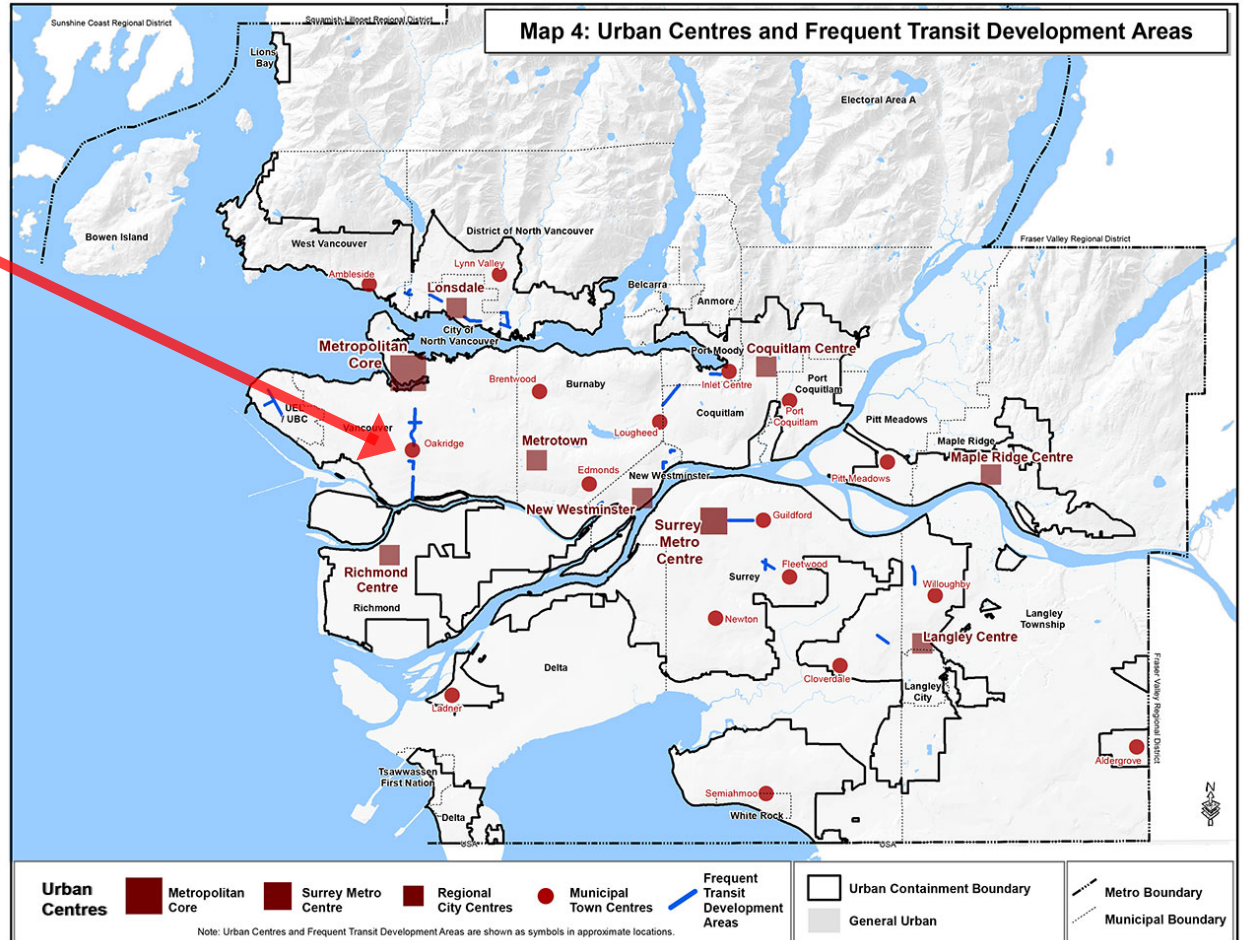 Map 4: Urban Centres and Frequent Transit Development Areas
Sunshine Coast Regional District
Squamish-Lillooet Regional District
Lions
Bay
Electoral Area A
Bowen Island
West Vancouver
District of North Vancouver
Fraser Valley Regional District
Ambleside
Lynn Valley
Lonsdale
Belcarra
Anmore
City of
North Vancouver
Metropolitan
Core
Port Moody
Coquitlam Centre
Inlet Centre
Brentwood
Burnaby
Port
Coquitlam
UEL
/ UBC
Vancouver
Coquitlam
Port
Coquitlam
Pitt Meadows
Oakridge
Lougheed
Metrotown
Maple Ridge
Maple Ridge Centre
Edmonds
New Westminster
Pitt Meadows
New Westminster
Surrey
Metro
Centre
Guildford
Richmond
Centre
Fleetwood
Surrey
Richmond
Willoughby
Langley
Township
Newton
Langley Centre
Delta
Cloverdale
Langley
City
Ladner
Fraser Valley Regional District
Aldergrove
Tsawwassen
First Nation
Semiahmoo
White Rock
Delta
N
USA
USA
Urban
Centres
Metropolitan
Core
Surrey Metro
Centre
Regional
City Centres
Municipal
Town Centres
Frequent
Transit
Development
Areas
Urban Containment Boundary
General Urban
Metro Boundary
Municipal Boundary
Note: Urban Centres and Frequent Transit Development Areas are shown as symbols in approximate locations.